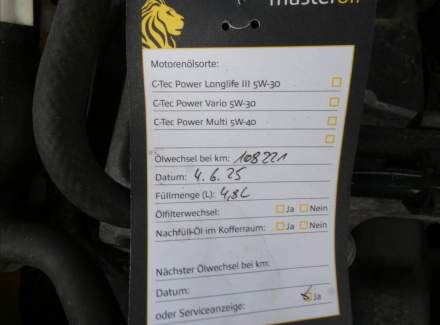 masteroil
Motorenölsorte:
C-Tec Power Longlife III 5W-30
C-Tec Power Vario 5W-30
C-Tec Power Multi 5W-40
Ölwechsel bei km: 108221
Datum: 4.6.25
Füllmenge (L): 4,8L
Ölfilterwechsel: Ja Nein
Nachfüll-Öl im Kofferraum: Ja Nein
Nächster Ölwechsel bei km:
Datum:
oder Serviceanzeige: Ja